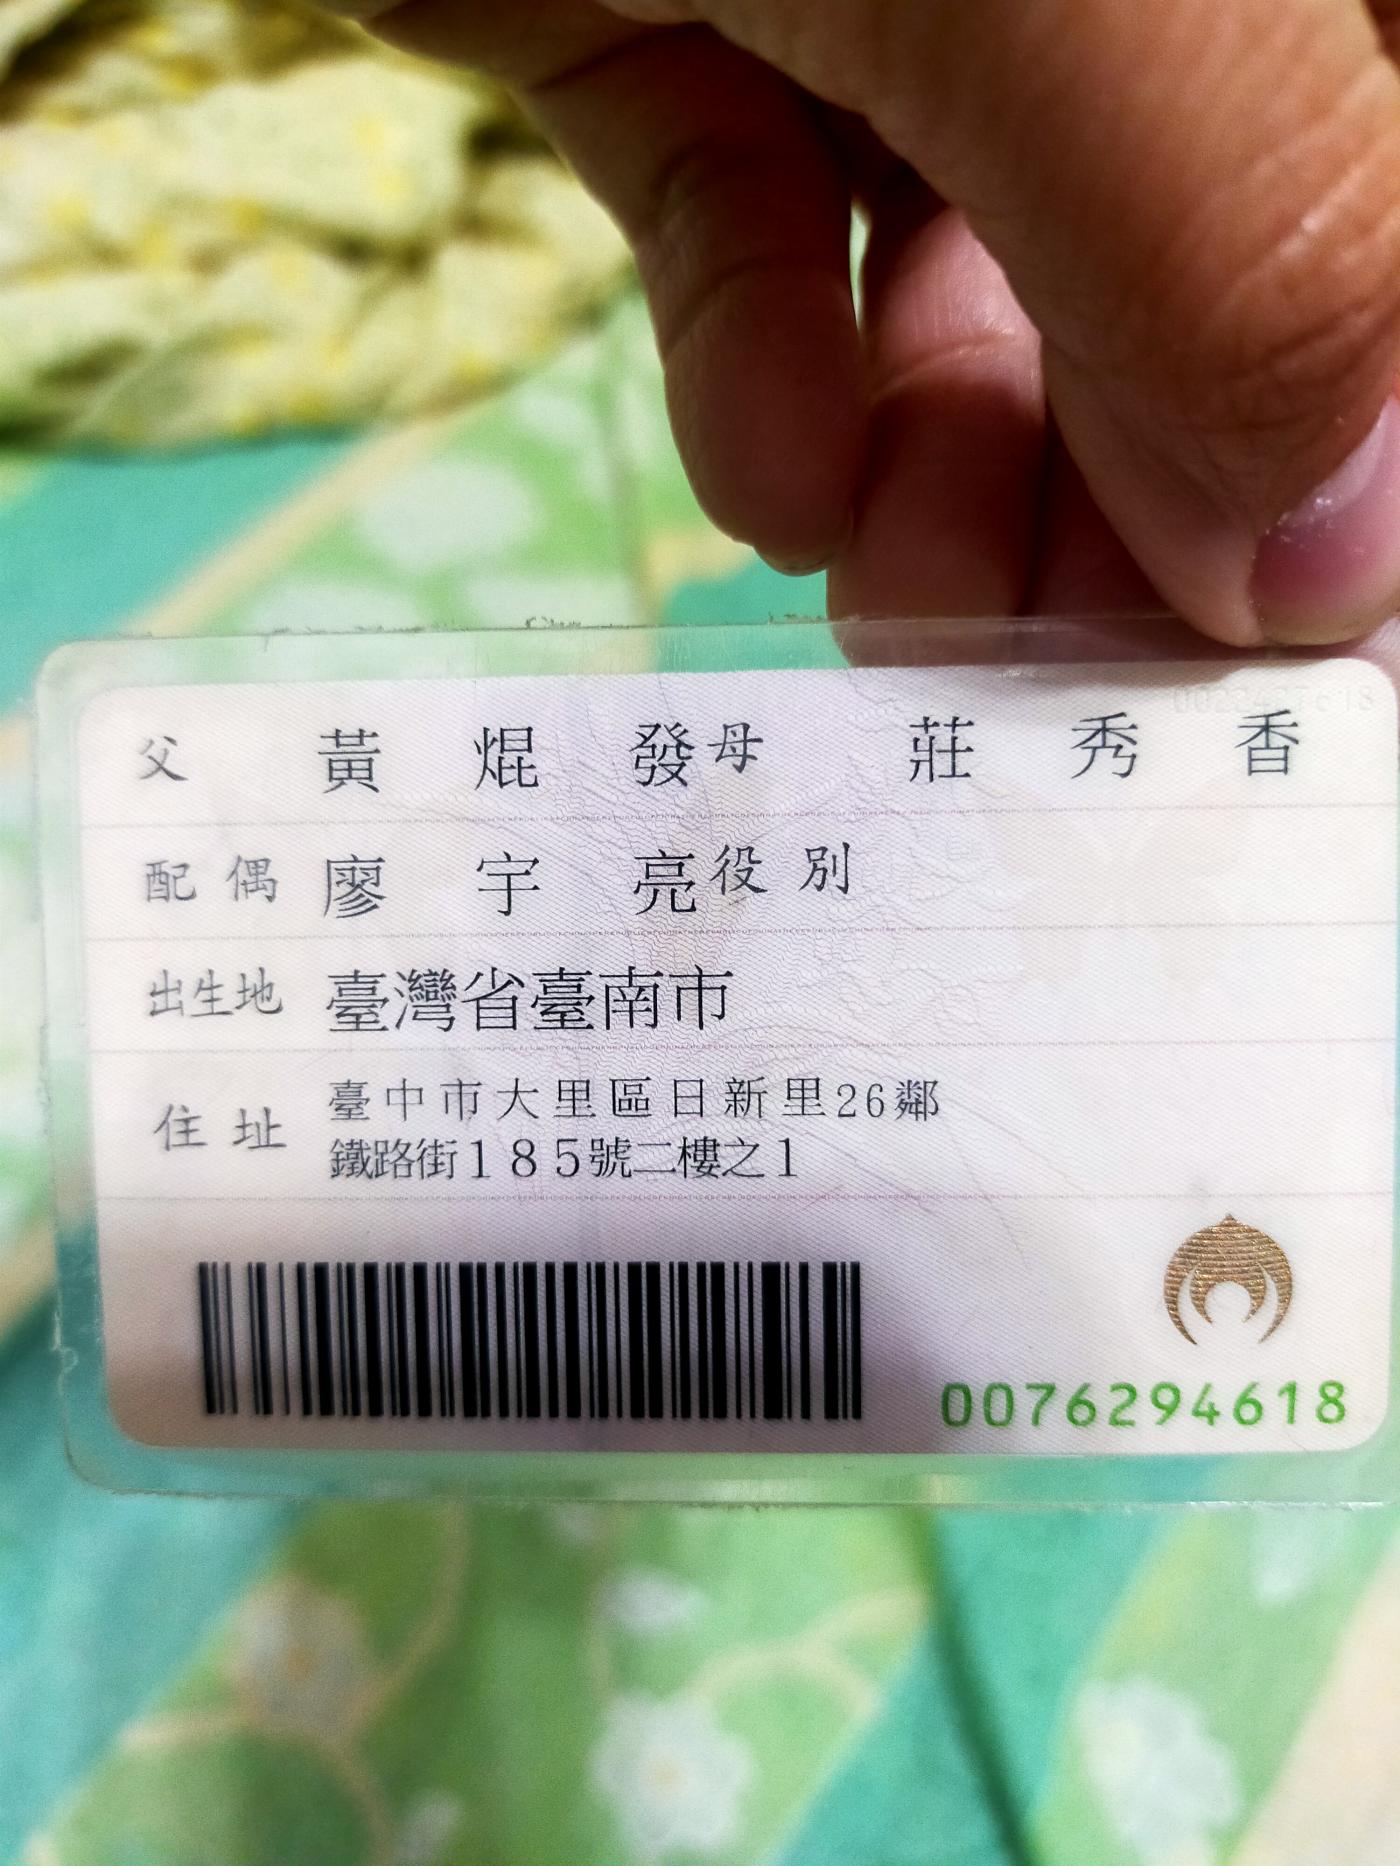 父 黃焜發 母 莊秀香
配偶 廖宇亮 役別
出生地 臺灣省臺南市
住址 臺中市大里區日新里26鄰
鐵路街185號二樓之1
0076294618